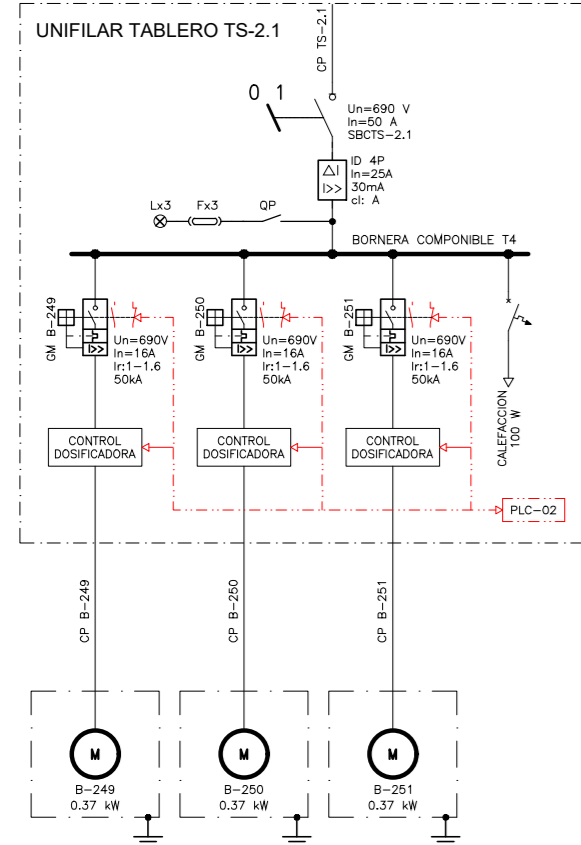 UNIFILAR TABLERO TS-2.1
CP TS-2.1
0 1
Un=690 V
In=50 A
SBCTS-2.1
ΔI
I>>
ID 4P
In=25A
30mA
cl: A
Lx3 Fx3 QP
BORNERA COMPONIBLE T4
GM B-249
I>>
Un=690V
In=16A
Ir:1-1.6
50kA
GM B-250
I>>
Un=690V
In=16A
Ir:1-1.6
50kA
GM B-251
I>>
Un=690V
In=16A
Ir:1-1.6
50kA
CALEFACCION
100 W
CONTROL
DOSIFICADORA
CONTROL
DOSIFICADORA
CONTROL
DOSIFICADORA
PLC-02
CP B-249
CP B-250
CP B-251
M
B-249
0.37 kW
M
B-250
0.37 kW
M
B-251
0.37 kW